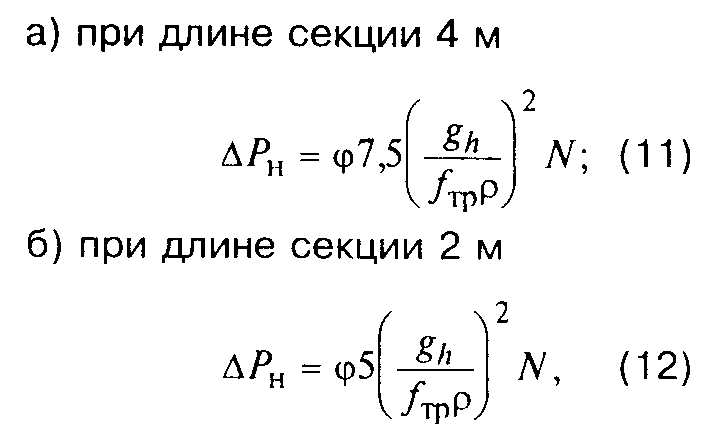 а) при длине секции 4 м
ΔPн = φ7,5(gh/fтрρ)² N; (11)
б) при длине секции 2 м
ΔPн = φ5(gh/fтрρ)² N, (12)